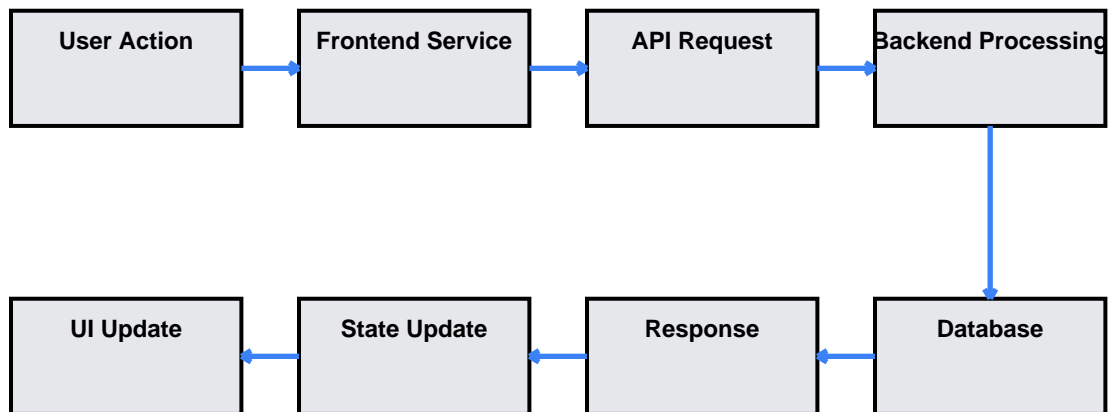 User Action
Frontend Service
API Request
Backend Processing
UI Update
State Update
Response
Database